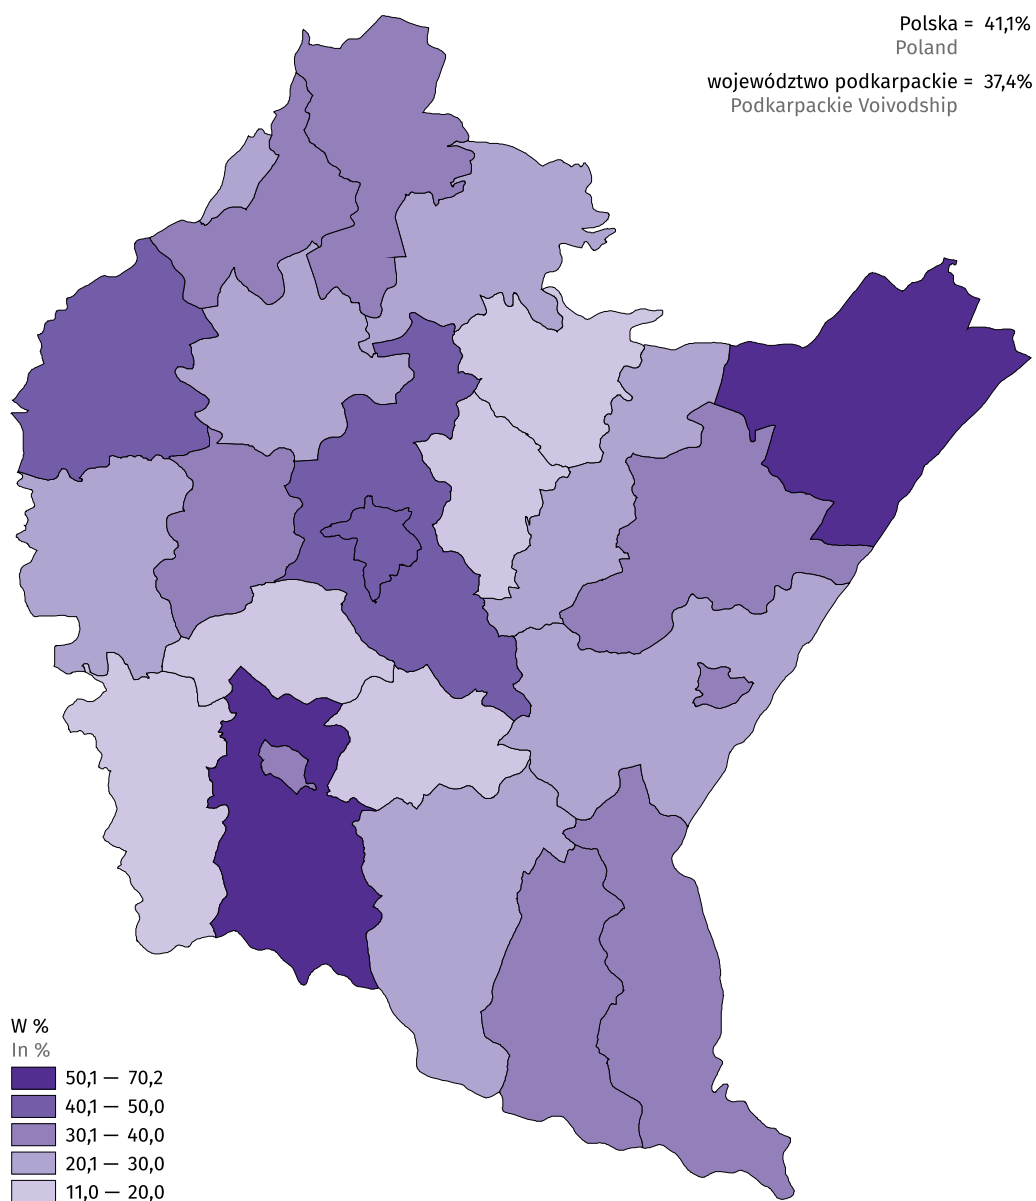 Polska = 41,1%
Poland
województwo podkarpackie = 37,4%
Podkarpackie Voivodship
W %
In %
50,1 — 70,2
40,1 — 50,0
30,1 — 40,0
20,1 — 30,0
11,0 — 20,0